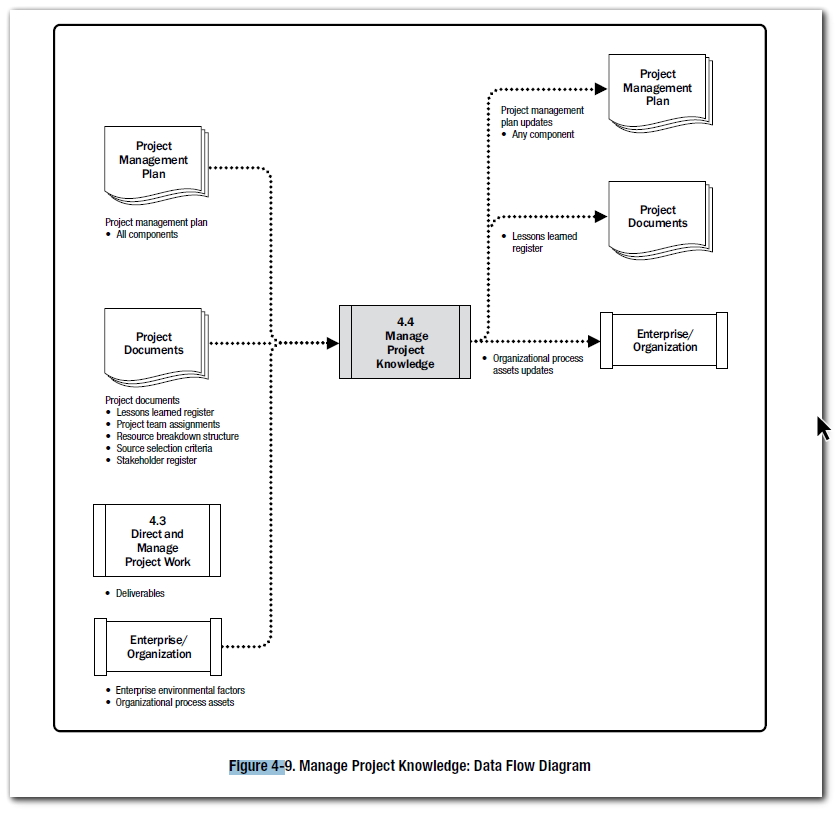 Project
Management
Plan
Project management plan
• All components
Project
Documents
Project documents
• Lessons learned register
• Project team assignments
• Resource breakdown structure
• Source selection criteria
• Stakeholder register
4.3
Direct and
Manage
Project Work
• Deliverables
Enterprise/
Organization
• Enterprise environmental factors
• Organizational process assets
4.4
Manage
Project
Knowledge
Project management
plan updates
• Any component
Project
Management
Plan
• Lessons learned
register
Project
Documents
• Organizational process
assets updates
Enterprise/
Organization
Figure 4-9. Manage Project Knowledge: Data Flow Diagram